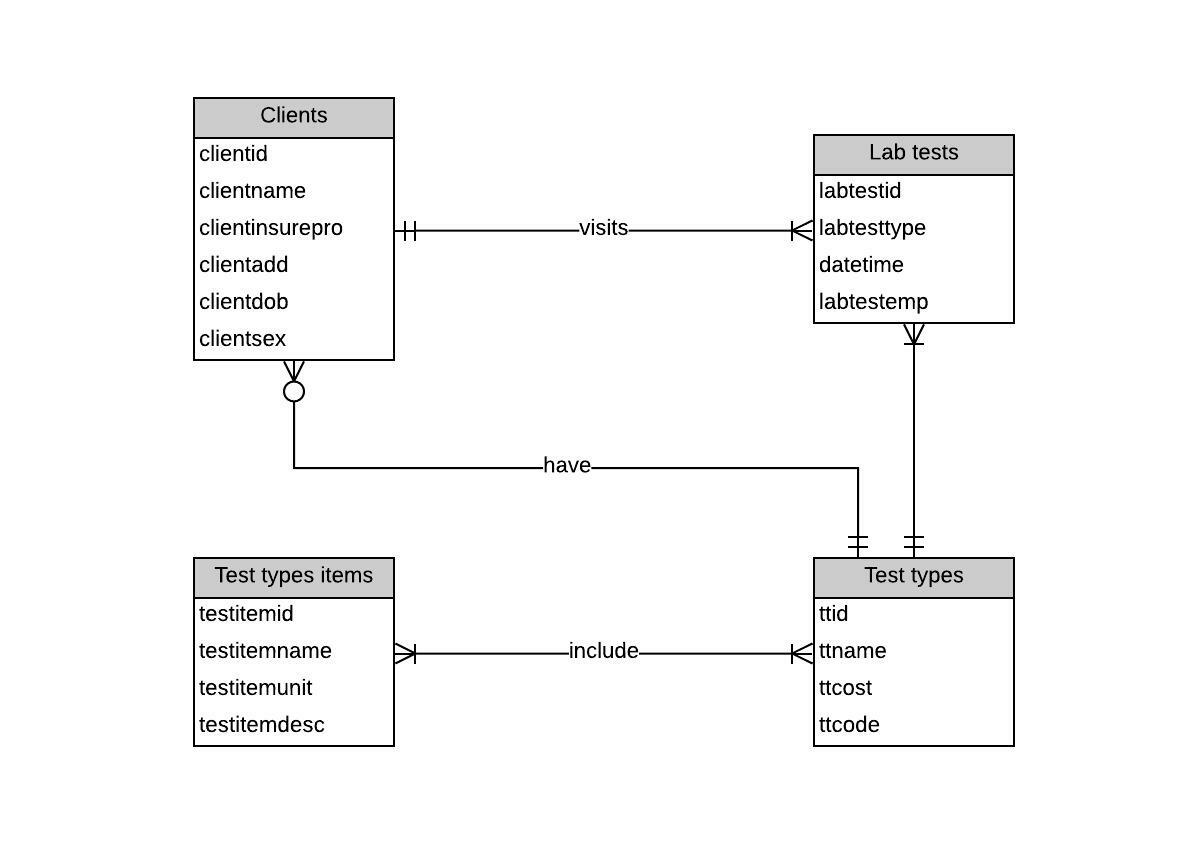 Clients
clientid
clientname
clientinsurepro
clientadd
clientdob
clientsex
visits
Lab tests
labtestid
labtesttype
datetime
labtestemp
have
Test types items
testitemid
testitemname
testitemunit
testitemdesc
include
Test types
ttid
ttname
ttcost
ttcode